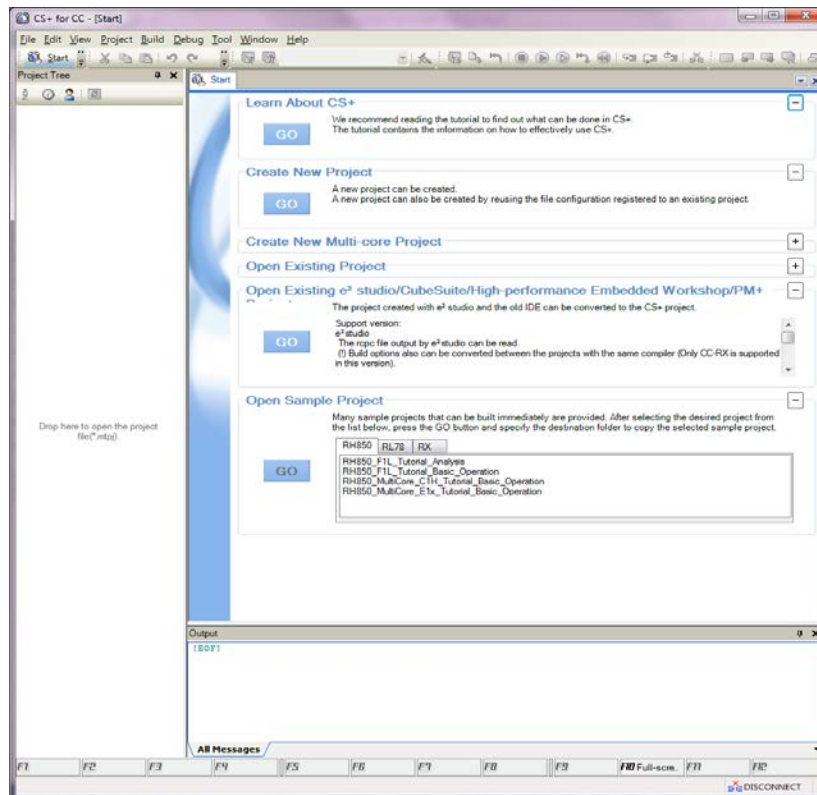 CS+ for CC - [Start]
File Edit View Project Build Debug Tool Window Help
Start
Project Tree
Start
Learn About CS+
GO
We recommend reading the tutorial to find out what can be done in CS+.
The tutorial contains the information on how to effectively use CS+.
Create New Project
GO
A new project can be created.
A new project can also be created by reusing the file configuration registered to an existing project.
Create New Multi-core Project
Open Existing Project
Open Existing e² studio/CubeSuite/High-performance Embedded Workshop/PM+
GO
The project created with e² studio and the old IDE can be converted to the CS+ project.
Support version:
e² studio
The rcpc file output by e² studio can be read.
(!) Build options also can be converted between the projects with the same compiler (Only CC-RX is supported
in this version).
Open Sample Project
GO
Many sample projects that can be built immediately are provided. After selecting the desired project from
the list below, press the GO button and specify the destination folder to copy the selected sample project.
RH850 RL78 RX
RH850_F1L_Tutorial_Analysis
RH850_F1L_Tutorial_Basic_Operation
RH850_MultiCore_C1H_Tutorial_Basic_Operation
RH850_MultiCore_E1x_Tutorial_Basic_Operation
Drop here to open the project
file(*.mtpj)
Output
[EOF]
All Messages
F1 F2 F3 F4 F5 F6 F7 F8 F9 F10 Full-scre.. F11 F12
DISCONNECT